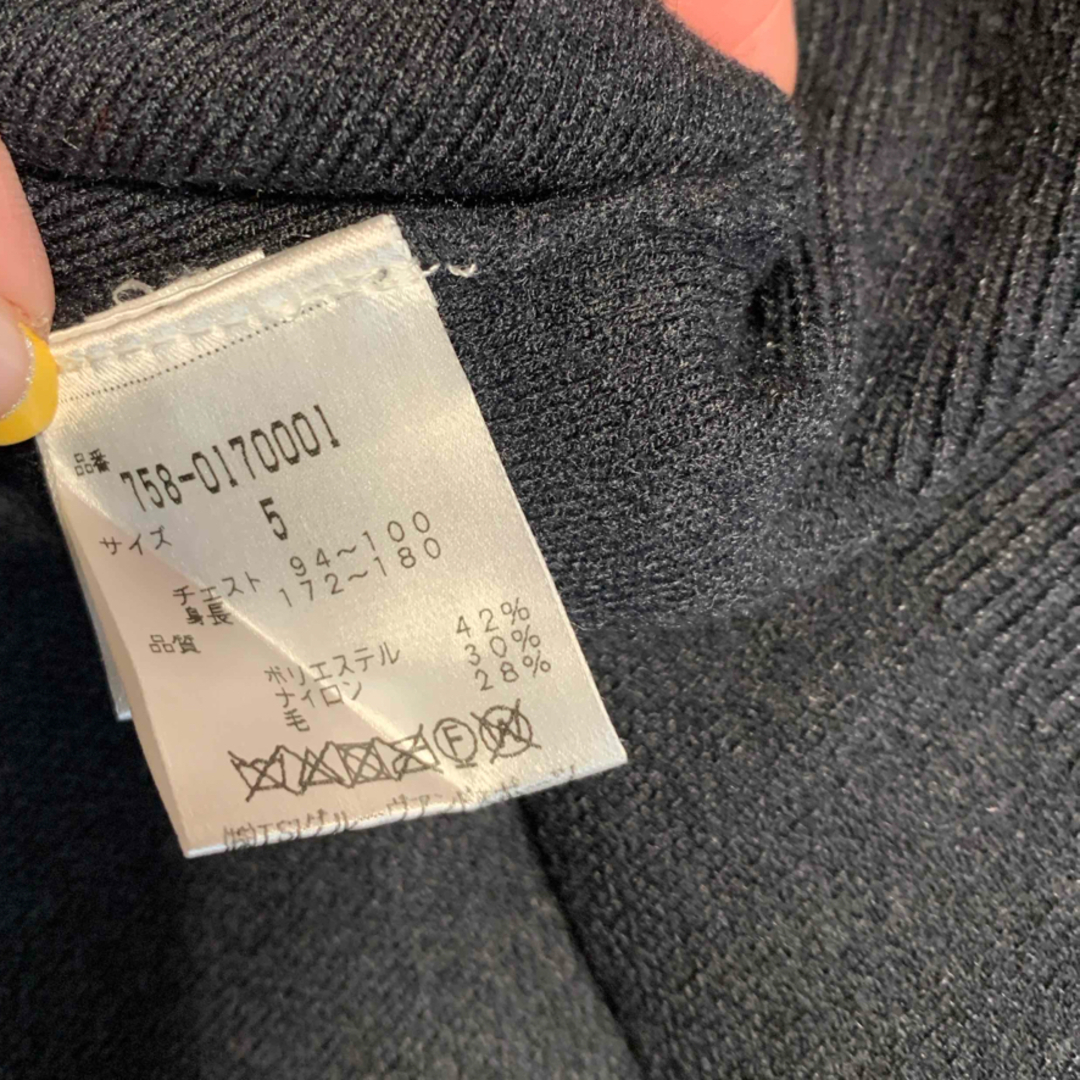 品番 758-0170001
サイズ 5
チェスト 94～100
身長 172～180
品質
ポリエステル 42%
ナイロン 30%
毛 28%
F W